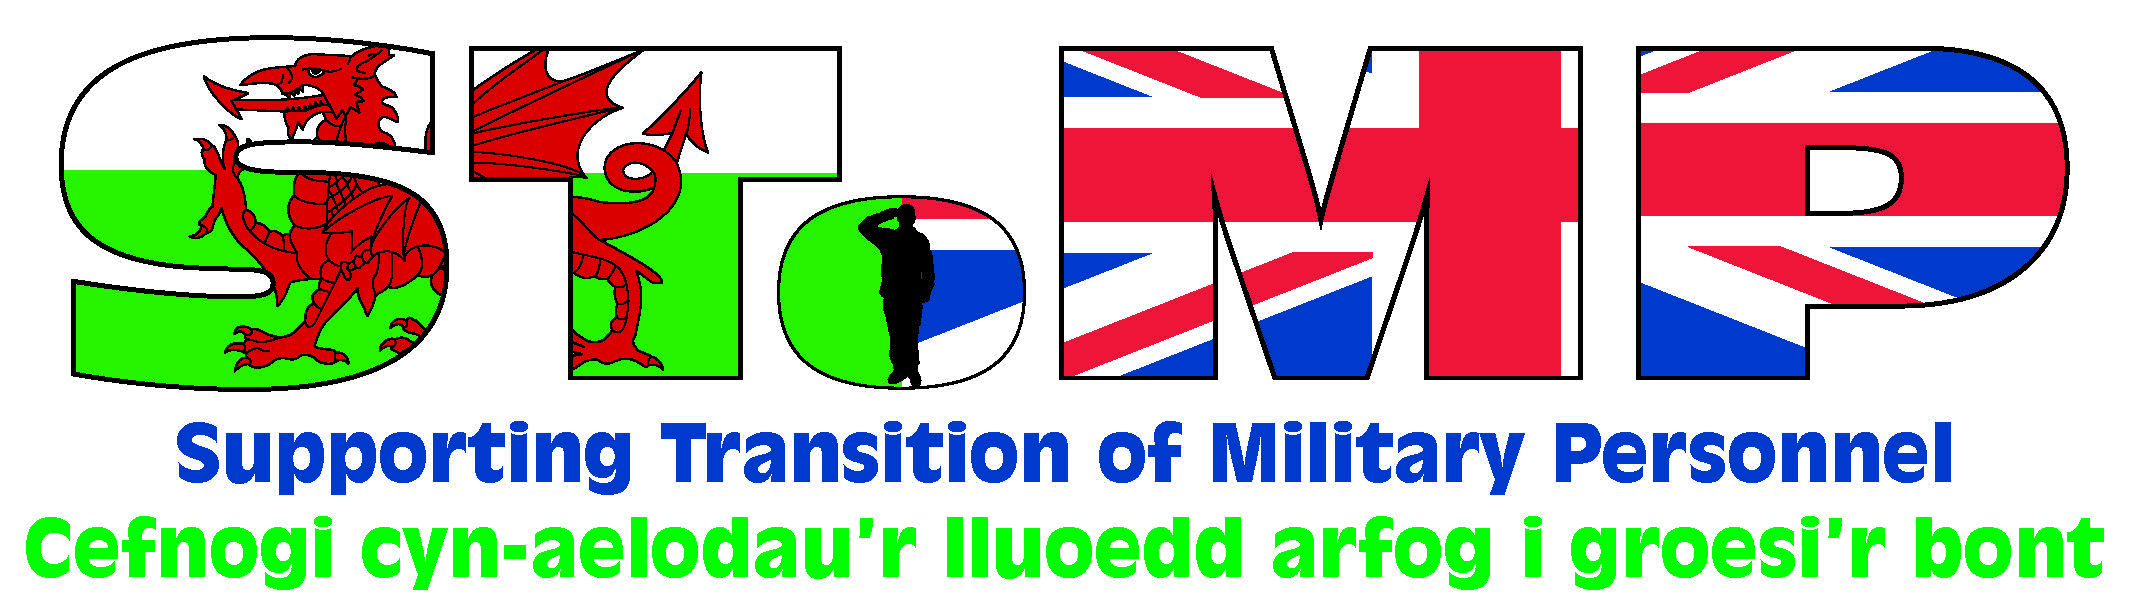 SToMP
Supporting Transition of Military Personnel
Cefnogi cyn-aelodau'r lluoedd arfog i groesi'r bont